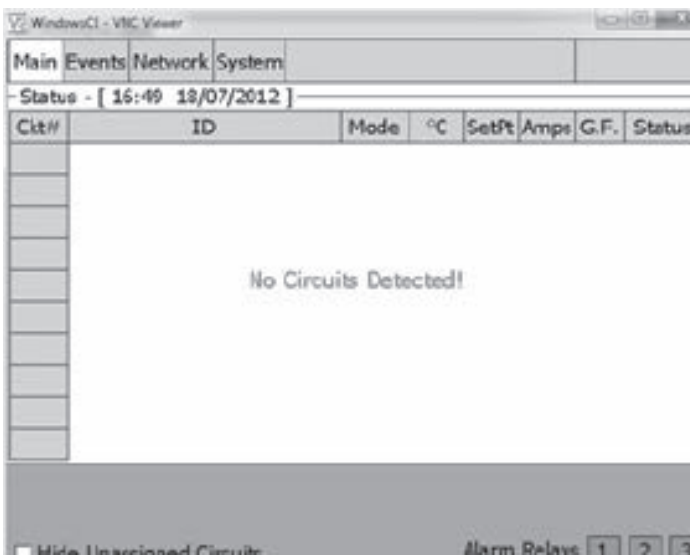 WindowsCI - VNC Viewer
Main Events Network System
Status - [ 16:49 18/07/2012 ]
Ckt# ID Mode °C SetPt Amps G.F. Status
No Circuits Detected!
Hide Unassigned Circuits Alarm Relays 1 2 3